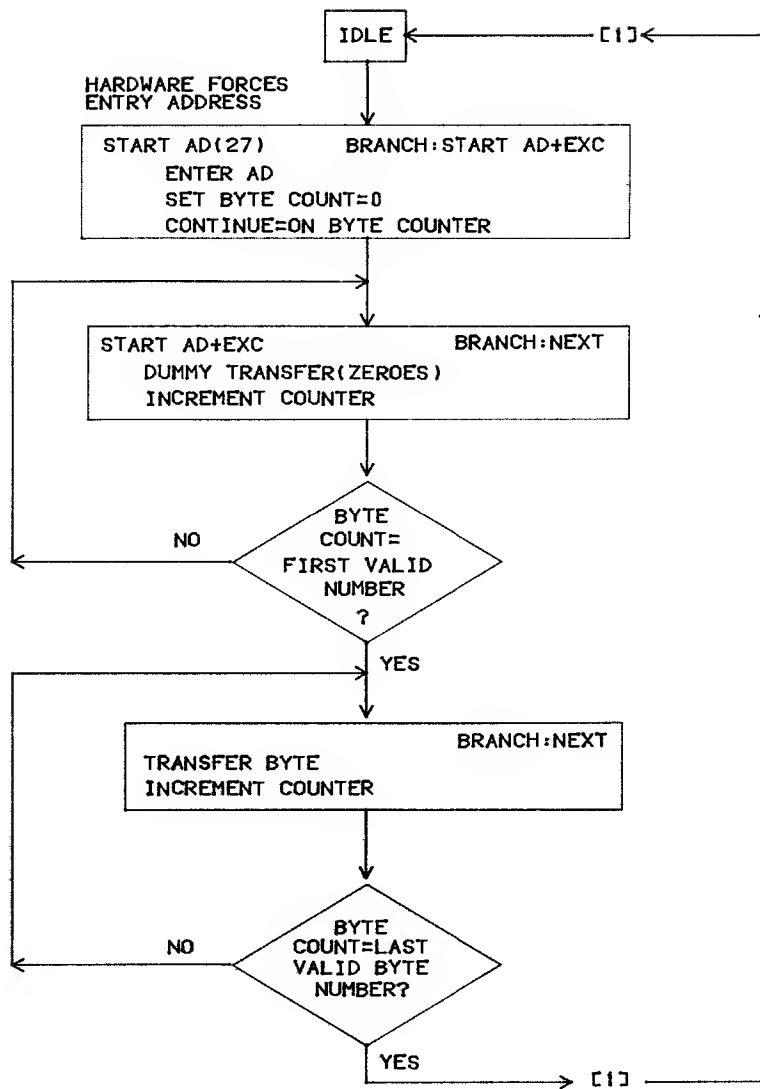 IDLE
[1]
HARDWARE FORCES
ENTRY ADDRESS
START AD(27) BRANCH:START AD+EXC
ENTER AD
SET BYTE COUNT=0
CONTINUE=ON BYTE COUNTER
START AD+EXC BRANCH:NEXT
DUMMY TRANSFER(ZEROES)
INCREMENT COUNTER
BYTE
COUNT=
FIRST VALID
NUMBER
?
NO
YES
BRANCH:NEXT
TRANSFER BYTE
INCREMENT COUNTER
BYTE
COUNT=LAST
VALID BYTE
NUMBER?
NO
YES
[1]